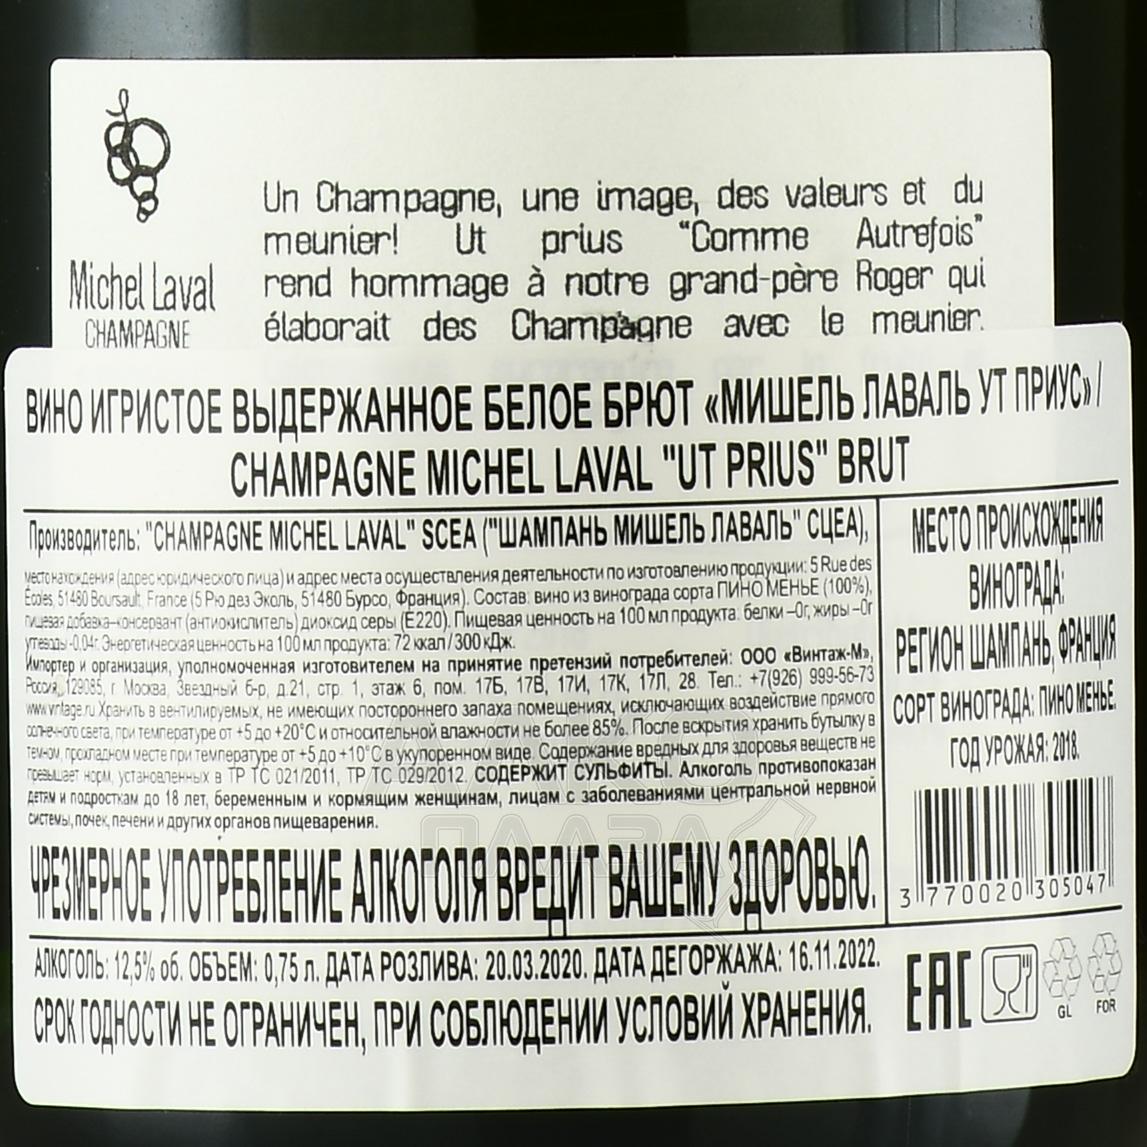 Michel Laval
CHAMPAGNE
Un Champagne, une image, des valeurs et du
meunier! Ut prius "Comme Autrefois"
rend hommage à notre grand-père Roger qui
élaborait des Champagne avec le meunier.
ВИНО ИГРИСТОЕ ВЫДЕРЖАННОЕ БЕЛОЕ БРЮТ «МИШЕЛЬ ЛАВАЛЬ УТ ПРИУС» /
CHAMPAGNE MICHEL LAVAL "UT PRIUS" BRUT
Производитель: "CHAMPAGNE MICHEL LAVAL" SCEA ("ШАМПАНЬ МИШЕЛЬ ЛАВАЛЬ" СЦЕА),
местонахождения (адрес юридического лица) и адрес места осуществления деятельности по изготовлению продукции: 5 Rue des
Écoles, 51480 Boursault, France (5 Рю дез Эколь, 51480 Бурсо, Франция). Состав: вино из винограда сорта ПИНО МЕНЬЕ (100%),
пищевая добавка–консервант (антиокислитель) диоксид серы (E220). Пищевая ценность на 100 мл продукта: белки –0г, жиры –0г
углеводы -0,04г. Энергетическая ценность на 100 мл продукта: 72 ккал / 300 кДж.
Импортер и организация, уполномоченная изготовителем на принятие претензий потребителей: ООО «Винтаж-М»,
Россия, 129085, г. Москва, Звездный б-р, д.21, стр. 1, этаж 6, пом. 17Б, 17В, 17И, 17К, 17Л, 28. Тел.: +7(926) 999-56-73
www.vintage.ru Хранить в вентилируемых, не имеющих постороннего запаха помещениях, исключающих воздействие прямого
солнечного света, при температуре от +5 до +20°С и относительной влажности не более 85%. После вскрытия хранить бутылку в
темном, прохладном месте при температуре от +5 до +10°С в укупоренном виде. Содержание вредных для здоровья веществ не
превышает норм, установленных в ТР ТС 021/2011, ТР ТС 029/2012. СОДЕРЖИТ СУЛЬФИТЫ. Алкоголь противопоказан
детям и подросткам до 18 лет, беременным и кормящим женщинам, лицам с заболеваниями центральной нервной
системы, почек, печени и других органов пищеварения.
ЧРЕЗМЕРНОЕ УПОТРЕБЛЕНИЕ АЛКОГОЛЯ ВРЕДИТ ВАШЕМУ ЗДОРОВЬЮ.
АЛКОГОЛЬ: 12,5% об. ОБЪЕМ: 0,75 л. ДАТА РОЗЛИВА: 20.03.2020. ДАТА ДЕГОРЖАЖА: 16.11.2022.
СРОК ГОДНОСТИ НЕ ОГРАНИЧЕН, ПРИ СОБЛЮДЕНИИ УСЛОВИЙ ХРАНЕНИЯ.
МЕСТО ПРОИСХОЖДЕНИЯ
ВИНОГРАДА:
РЕГИОН ШАМПАНЬ, ФРАНЦИЯ
СОРТ ВИНОГРАДА: ПИНО МЕНЬЕ.
ГОД УРОЖАЯ: 2018.
3 770020 305047
ЕАС
GL
FOR